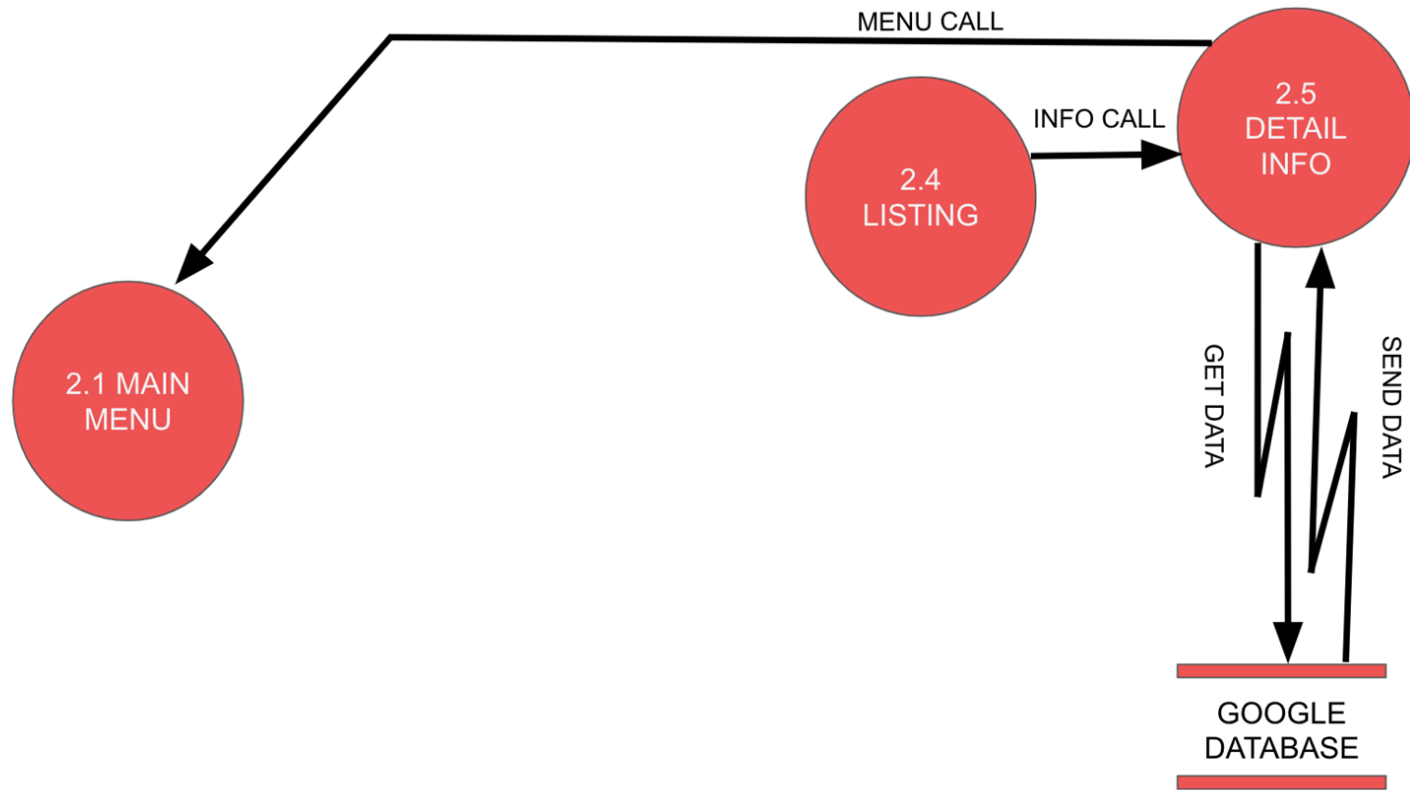 MENU CALL
2.5
DETAIL
INFO
INFO CALL
2.4
LISTING
2.1 MAIN
MENU
GET DATA
SEND DATA
GOOGLE
DATABASE